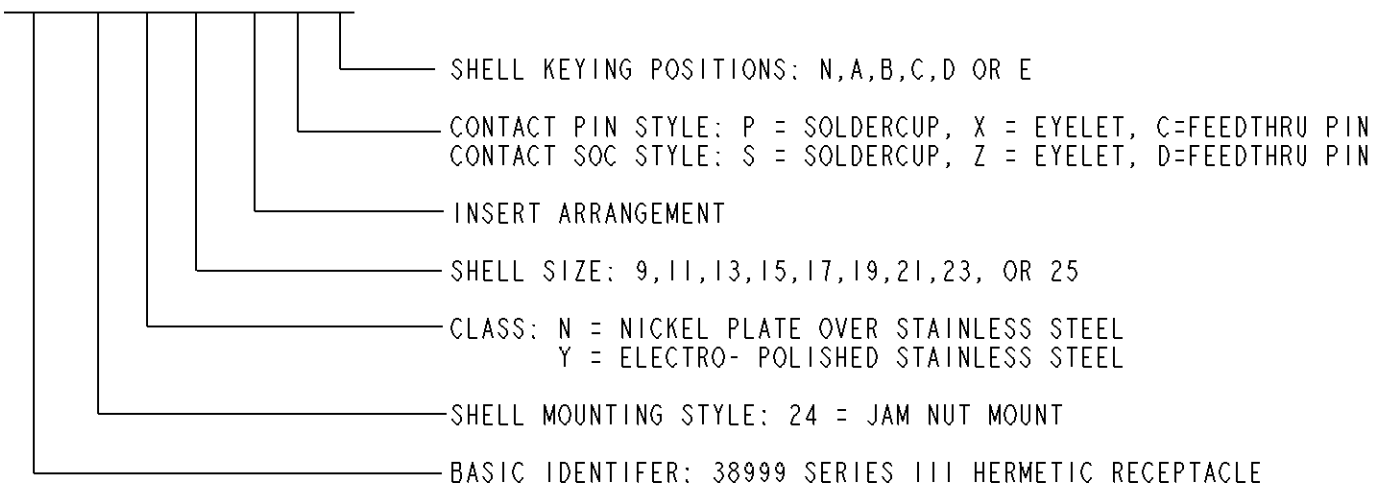 SHELL KEYING POSITIONS: N,A,B,C,D OR E
CONTACT PIN STYLE: P = SOLDERCUP, X = EYELET, C=FEEDTHRU PIN
CONTACT SOC STYLE: S = SOLDERCUP, Z = EYELET, D=FEEDTHRU PIN
INSERT ARRANGEMENT
SHELL SIZE: 9,11,13,15,17,19,21,23, OR 25
CLASS: N = NICKEL PLATE OVER STAINLESS STEEL
Y = ELECTRO- POLISHED STAINLESS STEEL
SHELL MOUNTING STYLE: 24 = JAM NUT MOUNT
BASIC IDENTIFER: 38999 SERIES III HERMETIC RECEPTACLE